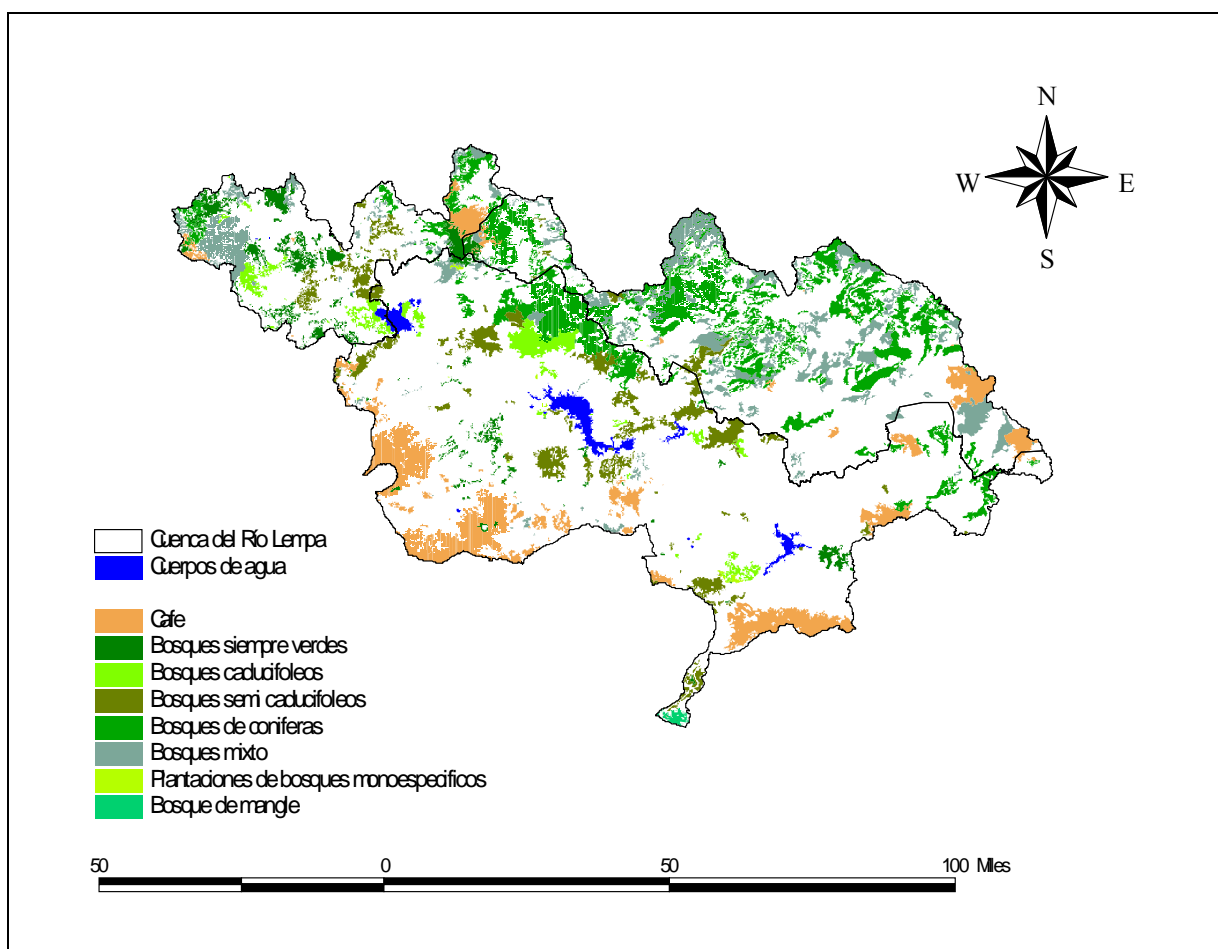 N
W E
S
Cuenca del Río Lempa
Cuerpos de agua
Cafe
Bosques siempre verdes
Bosques caducifoleos
Bosques semi caducifoleos
Bosques de coniferas
Bosques mixto
Plantaciones de bosques monoespecificos
Bosque de mangle
50 0 50 100 Miles